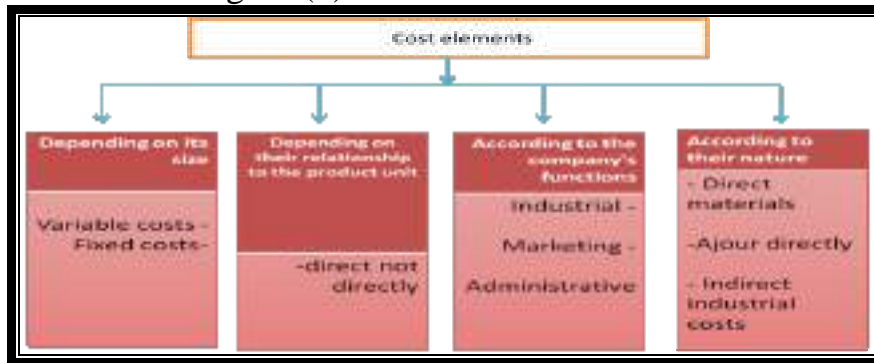 Cost elements
Depending on its
size
Variable costs -
Fixed costs-
Depending on
their relationship
to the product unit
-direct not
directly
According to the
company's
functions
Industrial -
Marketing -
Administrative
According to
their nature
- Direct
materials
-Ajour directly
- Indirect
industrial
costs